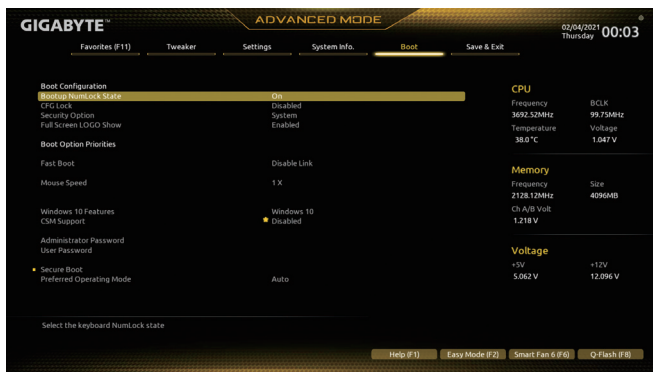 GIGABYTE™
ADVANCED MODE
02/04/2021
Thursday
00:03
Favorites (F11) Tweaker Settings System Info. Boot Save & Exit
Boot Configuration
Bootup NumLock State On
CFG Lock Disabled
Security Option System
Full Screen LOGO Show Enabled
Boot Option Priorities
Fast Boot Disable Link
Mouse Speed 1 X
Windows 10 Features Windows 10
CSM Support Disabled
Administrator Password
User Password
Secure Boot
Preferred Operating Mode Auto
Select the keyboard NumLock state
CPU
Frequency BCLK
3692.52MHz 99.75MHz
Temperature Voltage
38.0 °C 1.047 V
Memory
Frequency Size
2128.12MHz 4096MB
Ch A/B Volt
1.218 V
Voltage
+5V +12V
5.062 V 12.096 V
Help (F1) Easy Mode (F2) Smart Fan 6 (F6) Q-Flash (F8)